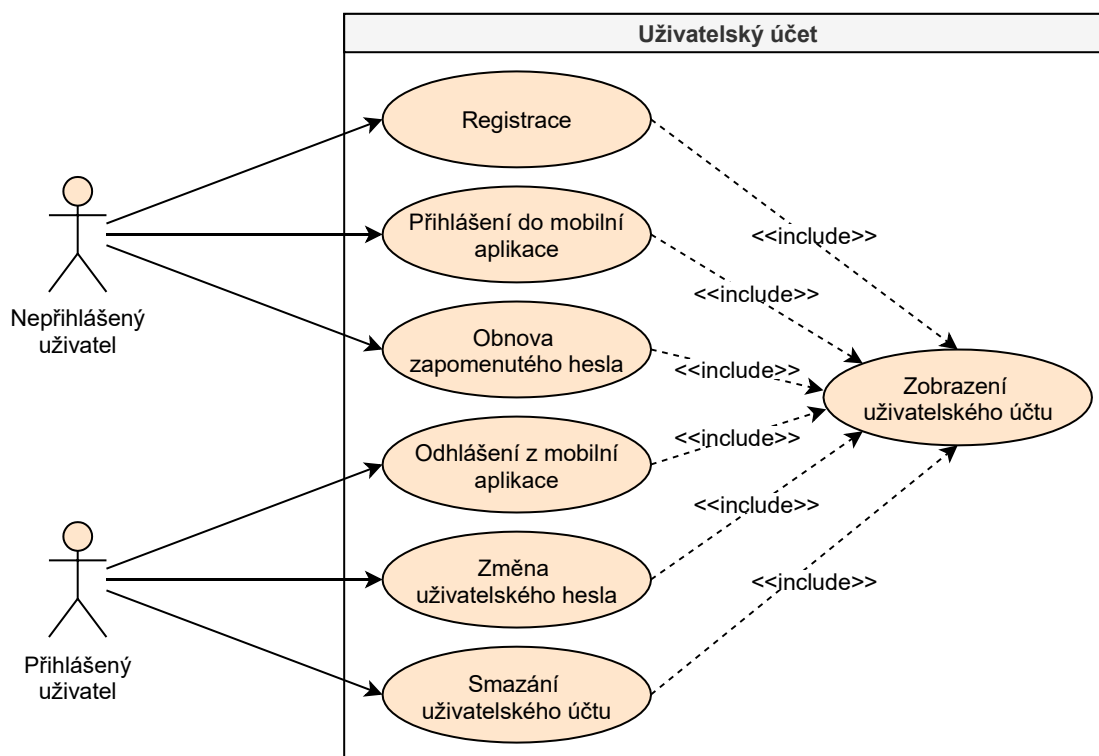 Uživatelský účet
Registrace
<<include>>
Přihlášení do mobilní
aplikace
<<include>>
Nepřihlášený
uživatel
Obnova
zapomenutého hesla
<<include>>
Zobrazení
uživatelského účtu
Odhlášení z mobilní
aplikace
<<include>>
Změna
uživatelského hesla
<<include>>
Přihlášený
uživatel
Smazání
uživatelského účtu
<<include>>